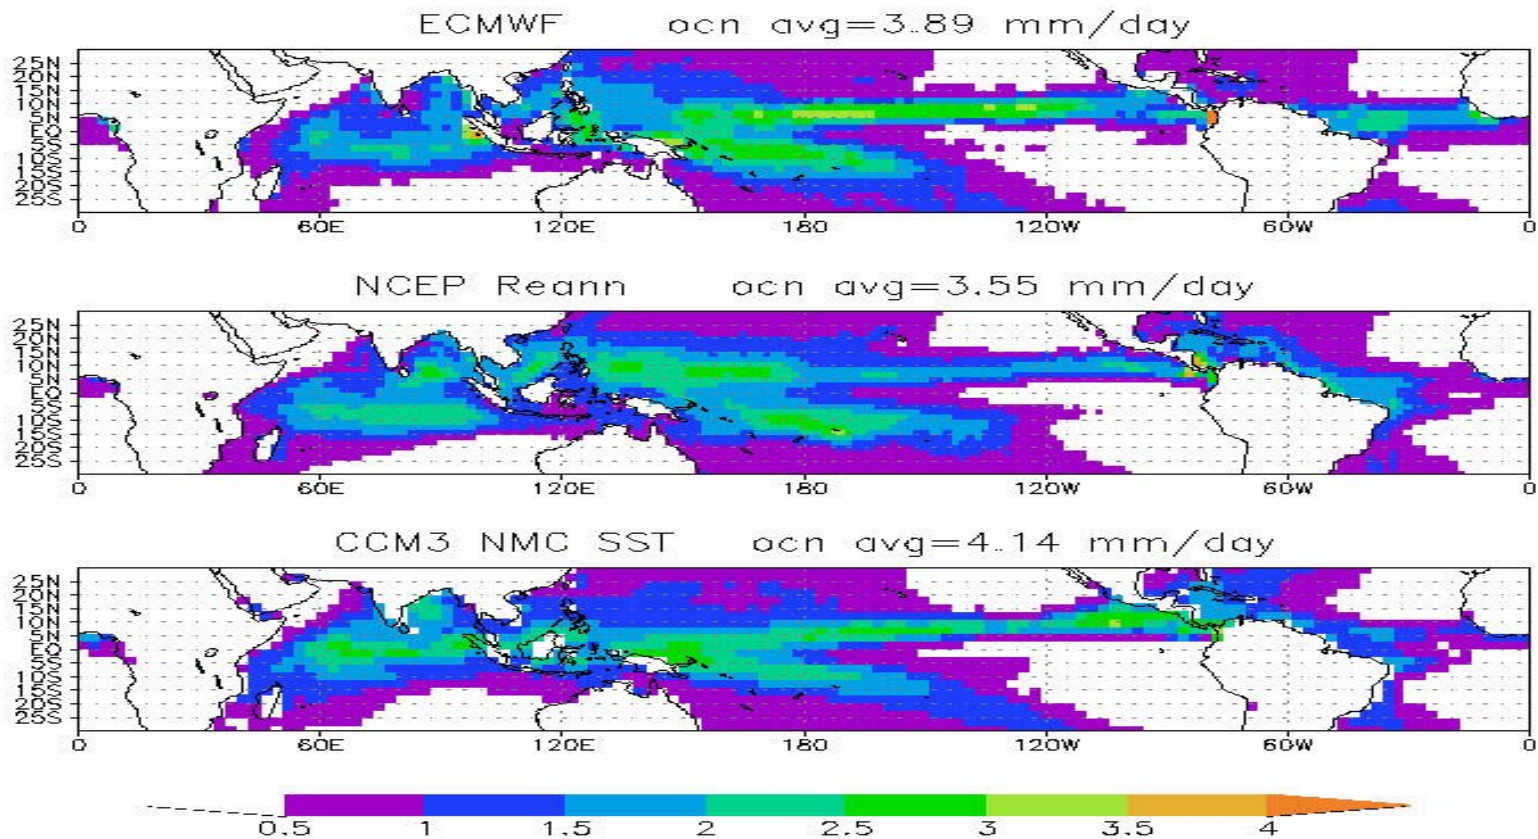 ECMWF ocn avg=3.89 mm/day
25N
20N
15N
10N
5N
EQ
5S
10S
15S
20S
25S
0 60E 120E 180 120W 60W 0
NCEP Reann ocn avg=3.55 mm/day
25N
20N
15N
10N
5N
EQ
5S
10S
15S
20S
25S
0 60E 120E 180 120W 60W 0
CCM3 NMC SST ocn avg=4.14 mm/day
25N
20N
15N
10N
5N
EQ
5S
10S
15S
20S
25S
0 60E 120E 180 120W 60W 0
0.5 1 1.5 2 2.5 3 3.5 4